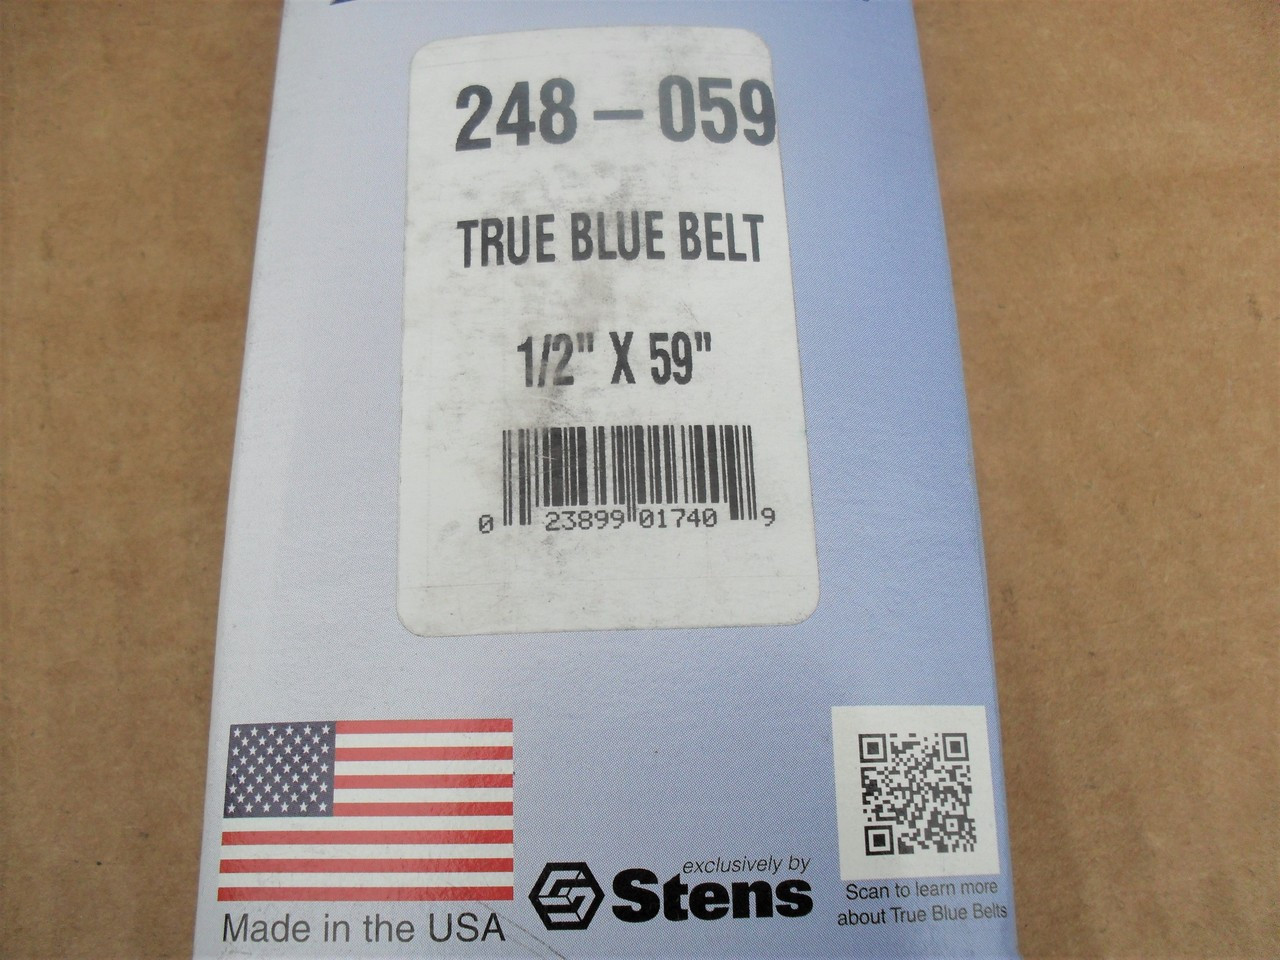 248-059
TRUE BLUE BELT
1/2" X 59"
0 23899 01740 9
Made in the USA
exclusively by
Stens
Scan to learn more
about True Blue Belts